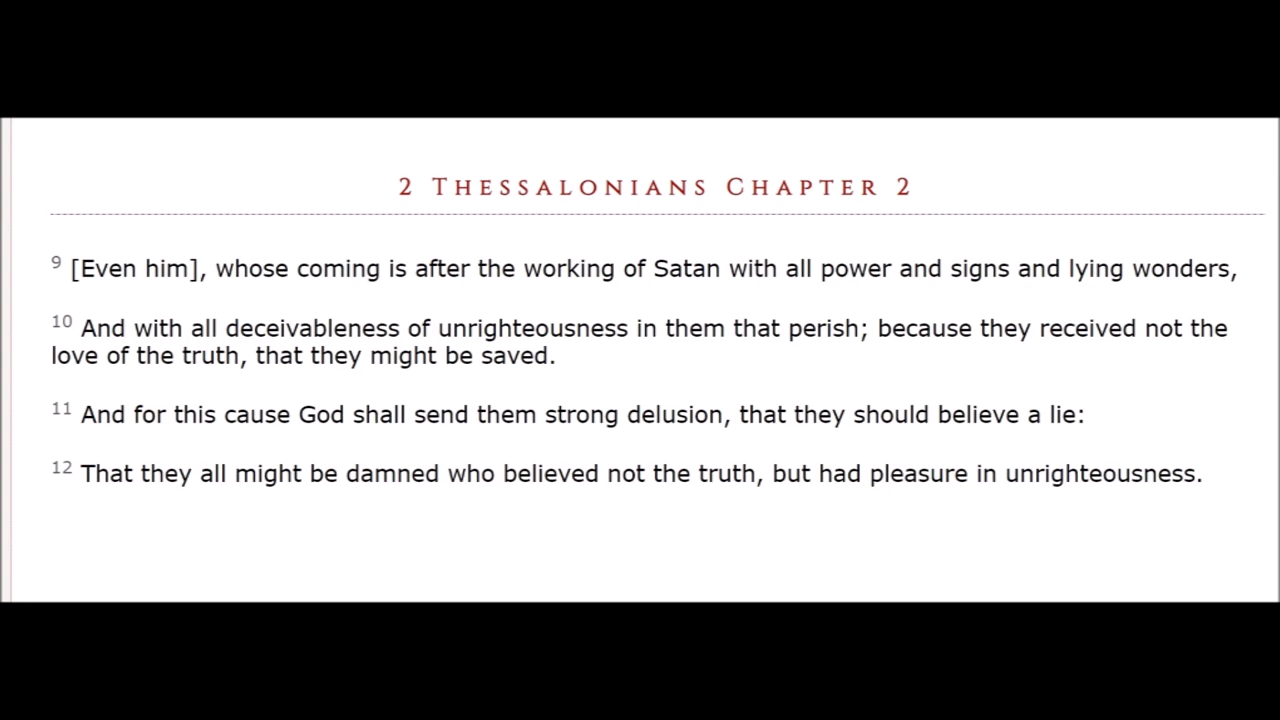 2 Thessalonians Chapter 2
9 [Even him], whose coming is after the working of Satan with all power and signs and lying wonders,
10 And with all deceivableness of unrighteousness in them that perish; because they received not the
love of the truth, that they might be saved.
11 And for this cause God shall send them strong delusion, that they should believe a lie:
12 That they all might be damned who believed not the truth, but had pleasure in unrighteousness.